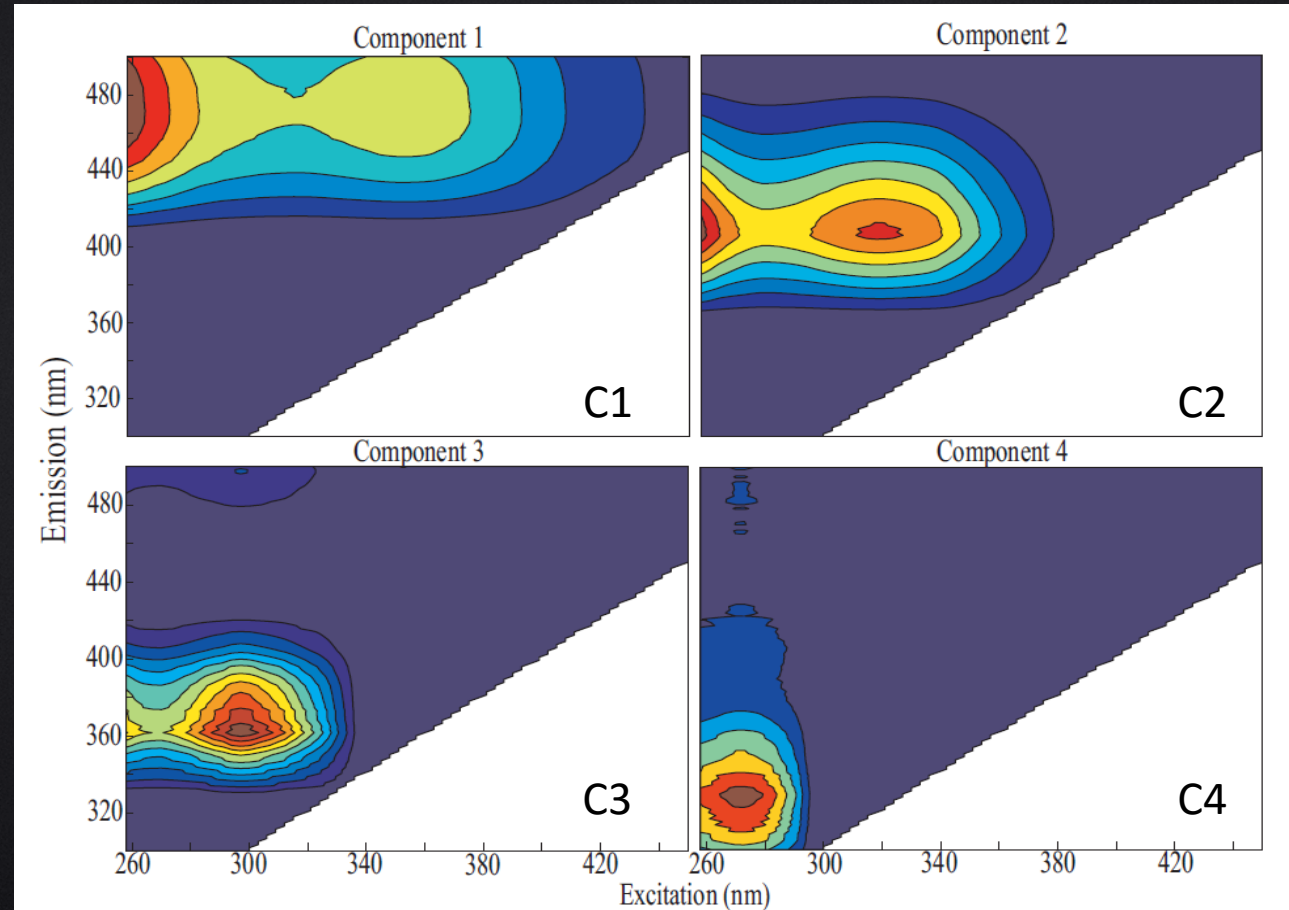 Component 1
Component 2
480
440
400
360
320
C1
C2
Component 3
Component 4
480
440
400
360
320
C3
C4
260 300 340 380 420
260 300 340 380 420
Emission (nm)
Excitation (nm)